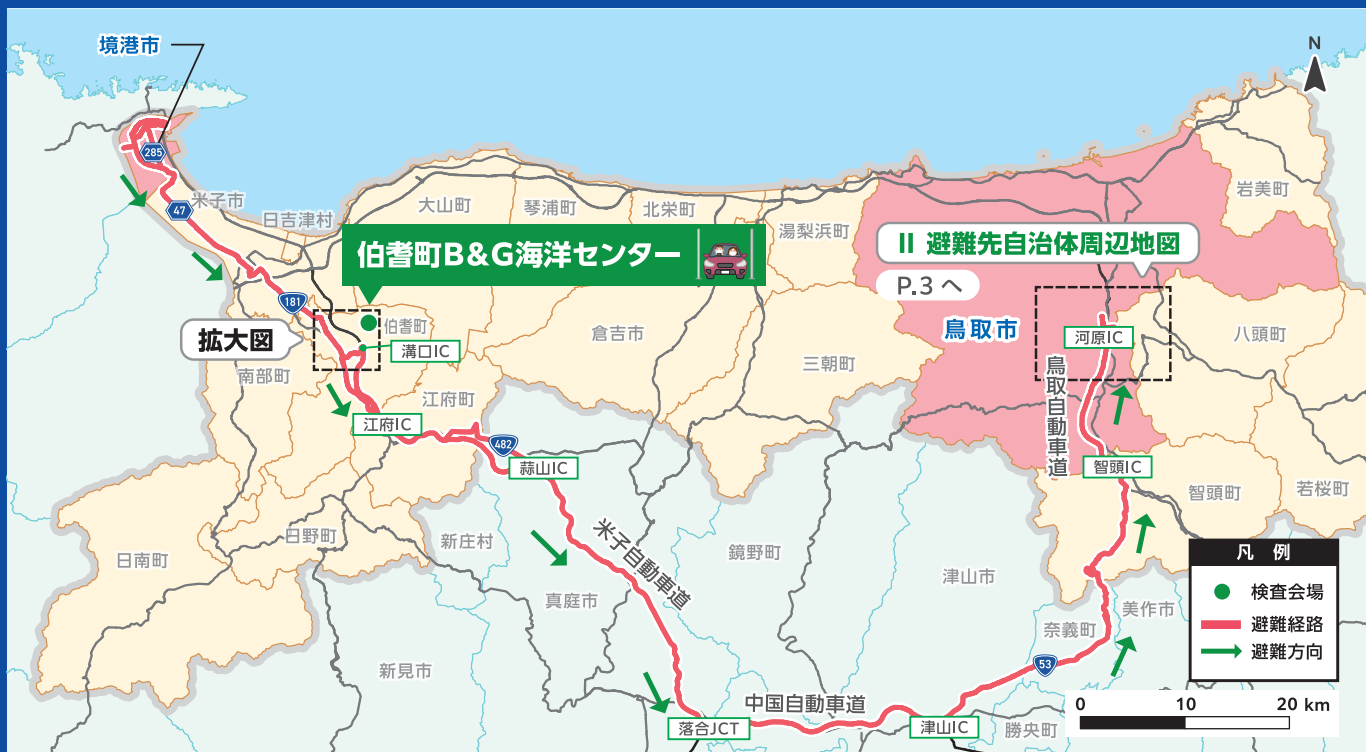 境港市
N
285
米子市
47
日吉津村
大山町
琴浦町
北栄町
湯梨浜町
岩美町
伯耆町B&G海洋センター
II 避難先自治体周辺地図
P.3 へ
181
伯耆町
倉吉市
鳥取市
八頭町
拡大図
溝口IC
河原IC
南部町
三朝町
鳥取自動車道
江府町
江府IC
482
蒜山IC
智頭IC
智頭町
若桜町
日野町
新庄村
米子自動車道
鏡野町
日南町
津山市
真庭市
美作市
奈義町
新見市
53
中国自動車道
落合JCT
津山IC
勝央町
凡 例
検査会場
避難経路
避難方向
0 10 20 km